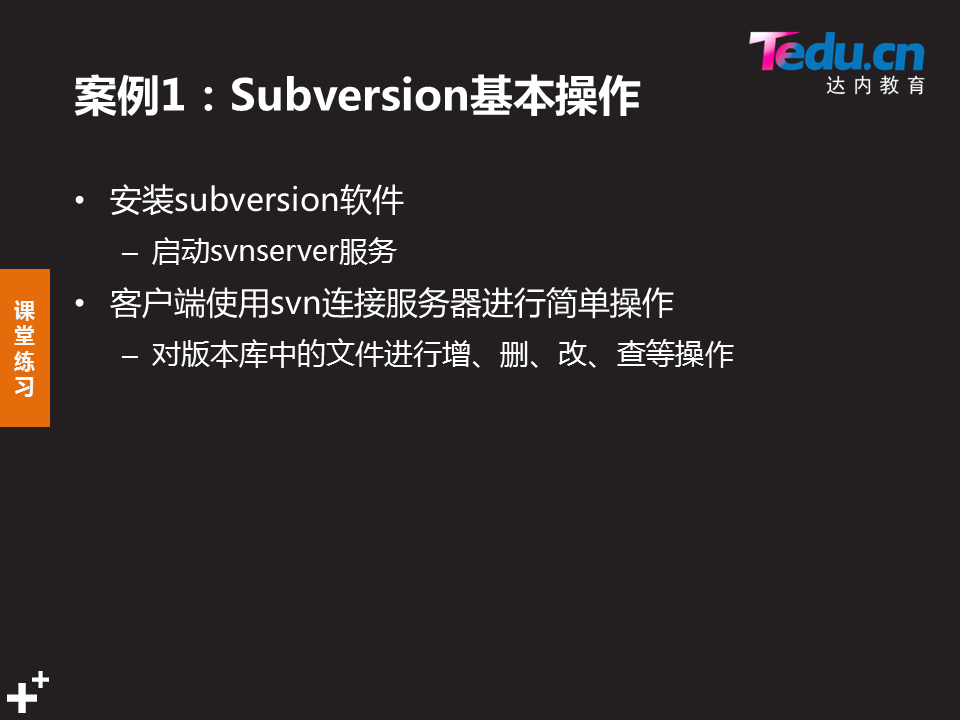 Tedu.cn
达内教育
案例1：Subversion基本操作
• 安装subversion软件
– 启动svnserver服务
• 客户端使用svn连接服务器进行简单操作
– 对版本库中的文件进行增、删、改、查等操作
课
堂
练
习